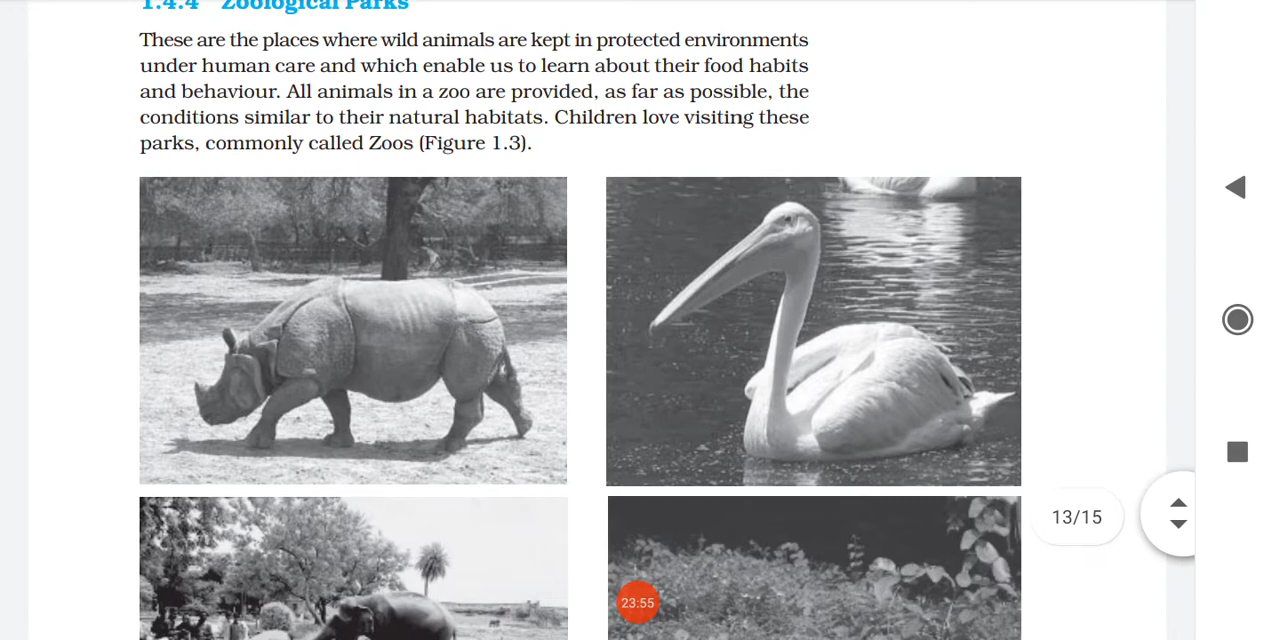 1.4.4 Zoological Parks
These are the places where wild animals are kept in protected environments
under human care and which enable us to learn about their food habits
and behaviour. All animals in a zoo are provided, as far as possible, the
conditions similar to their natural habitats. Children love visiting these
parks, commonly called Zoos (Figure 1.3).
13/15
23:55